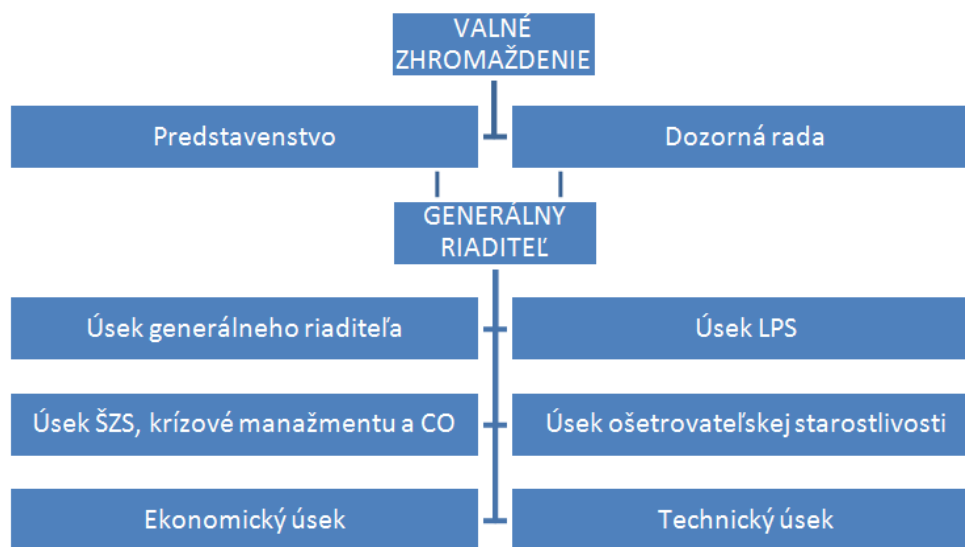 VALNÉ
ZHROMAŽDENIE
Predstavenstvo
Dozorná rada
GENERÁLNY
RIADITEĽ
Úsek generálneho riaditeľa
Úsek LPS
Úsek ŠZS, krízové manažmentu a CO
Úsek ošetrovateľskej starostlivosti
Ekonomický úsek
Technický úsek